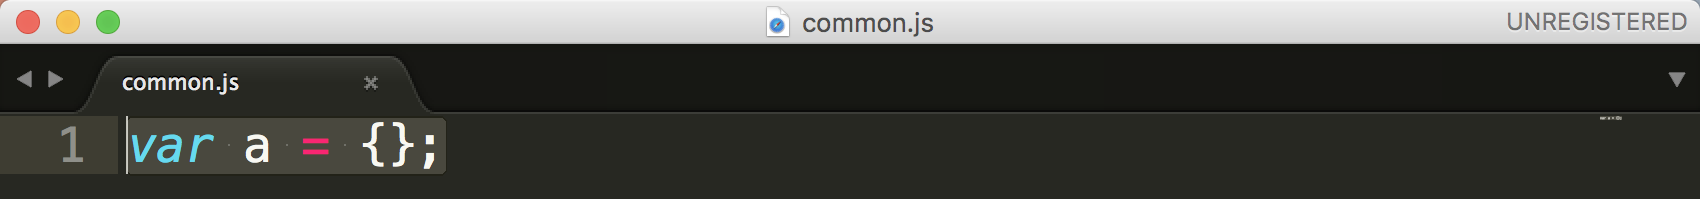 common.js
UNREGISTERED
common.js
1 var a = {};